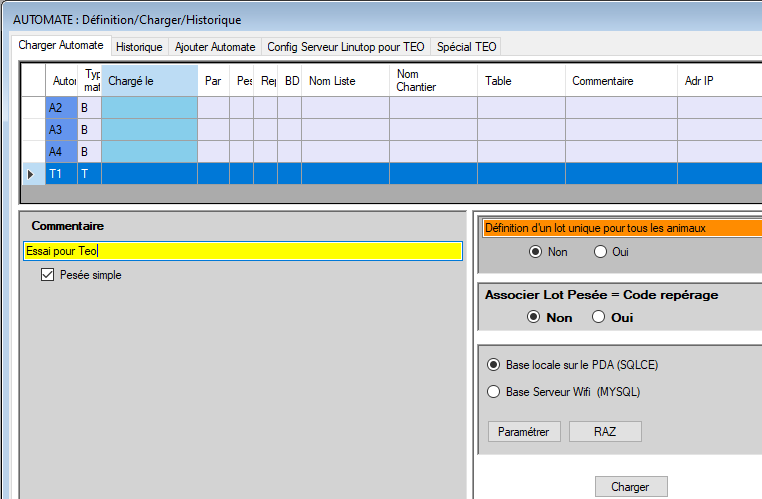 AUTOMATE : Définition/Charger/Historique
Charger Automate Historique Ajouter Automate Config Serveur Linutop pour TEO Spécial TEO
Autor Typ mat Chargé le Par Pes Rep BD Nom Liste Nom Chantier Table Commentaire Adr IP
A2 B
A3 B
A4 B
T1 T
Commentaire
Essai pour Teo
Pesée simple
Définition d'un lot unique pour tous les animaux
Non Oui
Associer Lot Pesée = Code repérage
Non Oui
Base locale sur le PDA (SQLCE)
Base Serveur Wifi (MYSQL)
Paramétrer RAZ
Charger